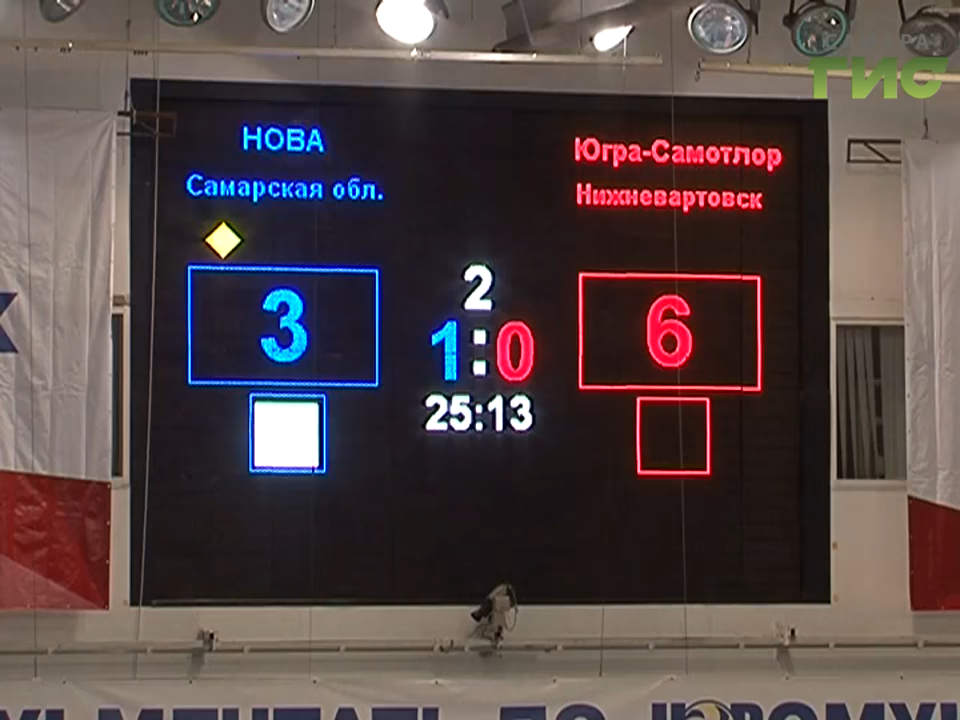 ТИС
НОВА
Самарская обл.
Югра-Самотлор
Нижневартовск
3
2
1:0
25:13
6